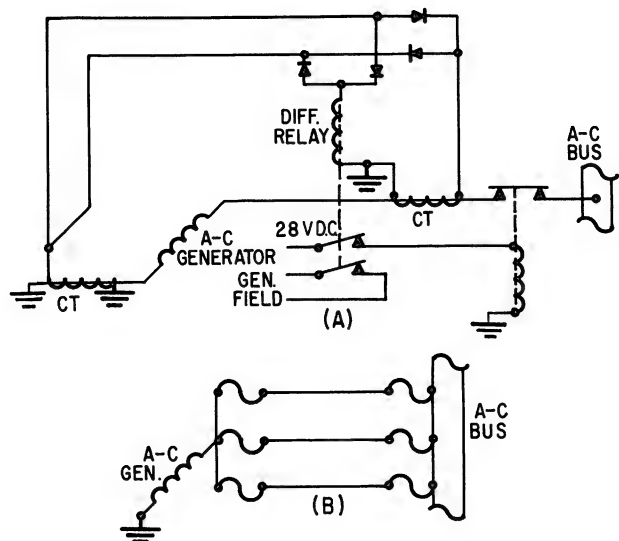 DIFF.
RELAY
A-C
BUS
CT
28 V D.C.
A-C
GENERATOR
GEN.
FIELD
CT
(A)
A-C
GEN.
A-C
BUS
(B)